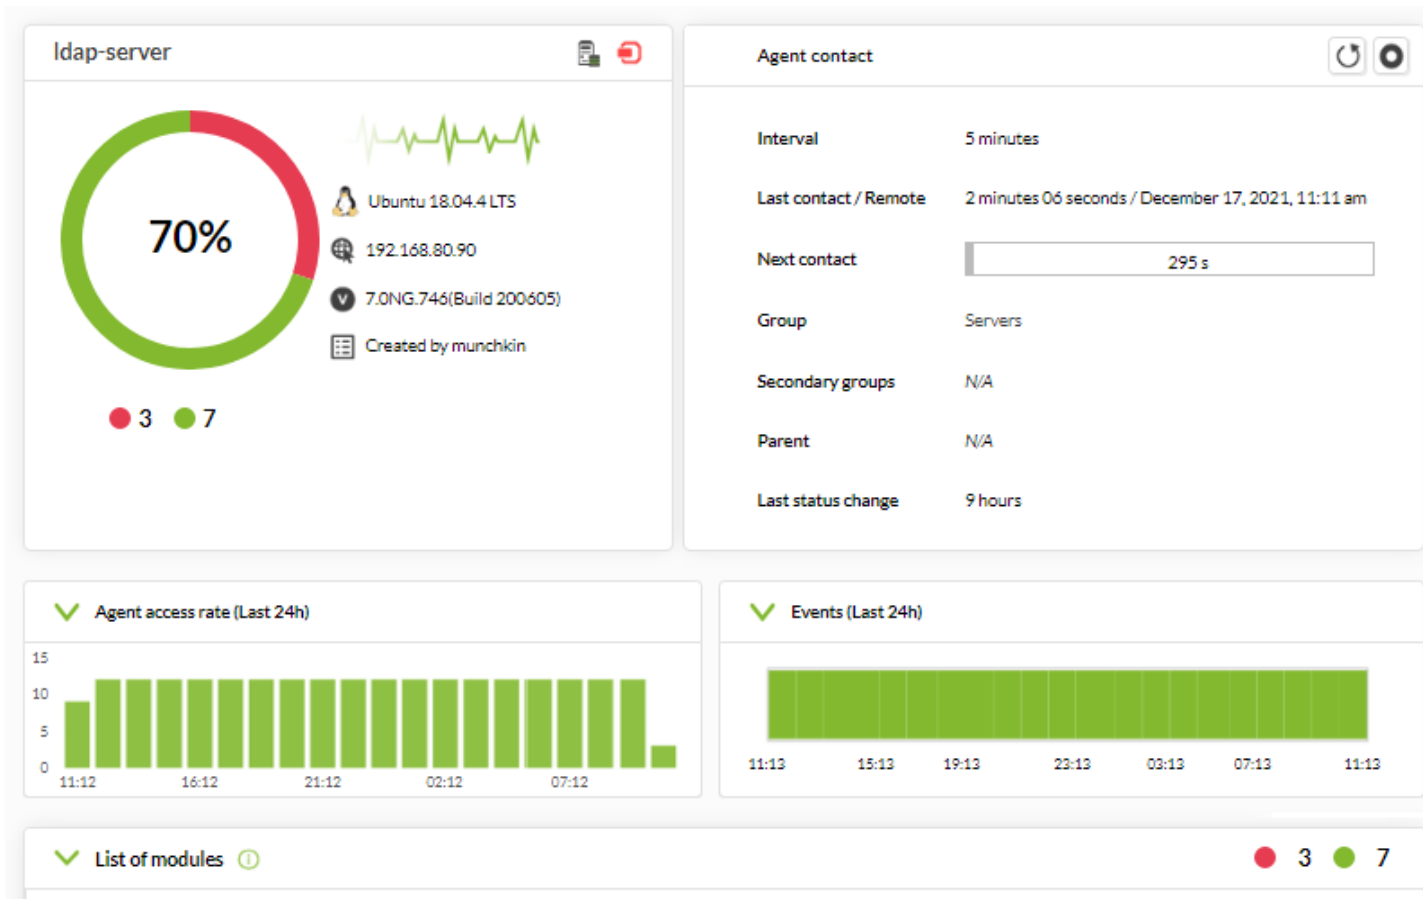 ldap-server
70%
Ubuntu 18.04.4 LTS
192.168.80.90
V
7.0NG.746(Build 200605)
Created by munchkin
3 7
Agent contact
Interval 5 minutes
Last contact / Remote 2 minutes 06 seconds / December 17, 2021, 11:11 am
Next contact 295 s
Group Servers
Secondary groups N/A
Parent N/A
Last status change 9 hours
Agent access rate (Last 24h)
15
10
5
0
11:12 16:12 21:12 02:12 07:12
Events (Last 24h)
11:13 15:13 19:13 23:13 03:13 07:13 11:13
List of modules
3 7